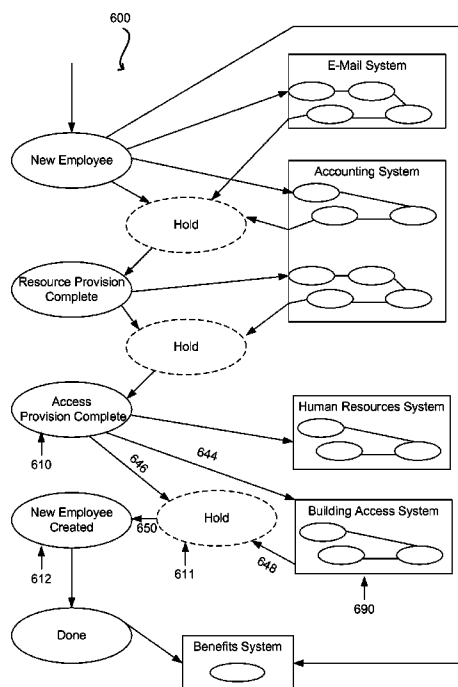 600
E-Mail System
New Employee
Accounting System
Hold
Resource Provision
Complete
Hold
Access
Provision Complete
Human Resources System
610
646
644
New Employee
Created
650
Hold
Building Access System
648
612
611
690
Done
Benefits System